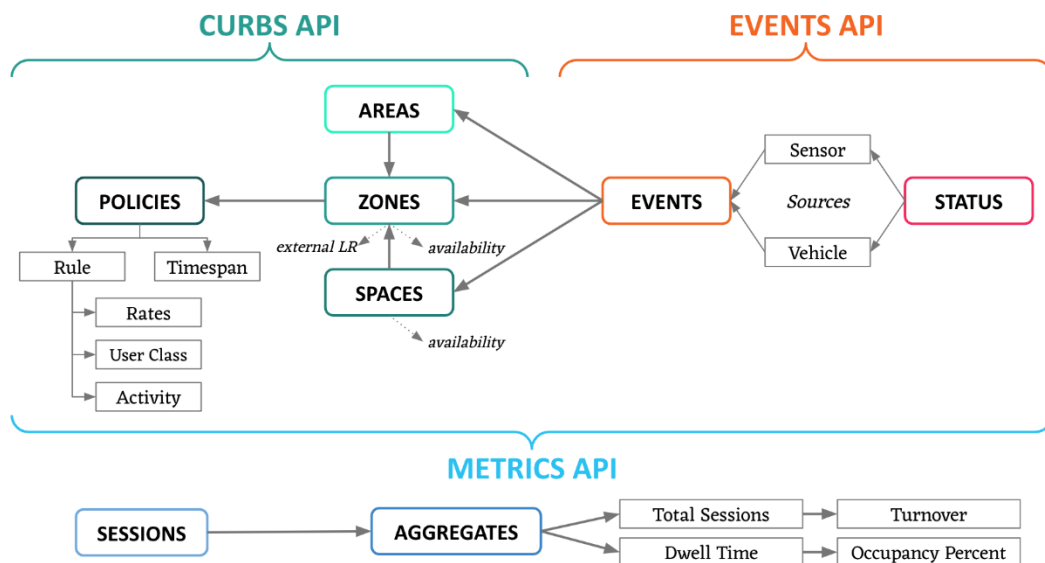 CURBS API
EVENTS API
AREAS
Sensor
POLICIES
ZONES
EVENTS
Sources
STATUS
external LR
availability
Vehicle
Rule
Timespan
SPACES
Rates
availability
User Class
Activity
METRICS API
SESSIONS
AGGREGATES
Total Sessions
Turnover
Dwell Time
Occupancy Percent